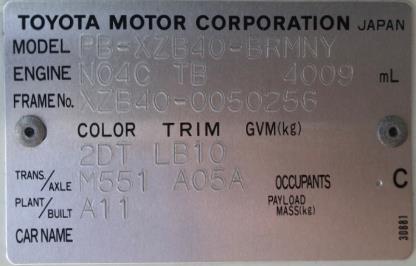 TOYOTA MOTOR CORPORATION JAPAN
MODEL PB-XZB40-BRMNY
ENGINE N04C TB 4009 mL
FRAME No. XZB40-0050256
COLOR TRIM GVM(kg)
2DT LB10
TRANS./AXLE M551 A05A OCCUPANTS C
PLANT/BUILT A11 PAYLOAD MASS(kg)
CAR NAME
30881